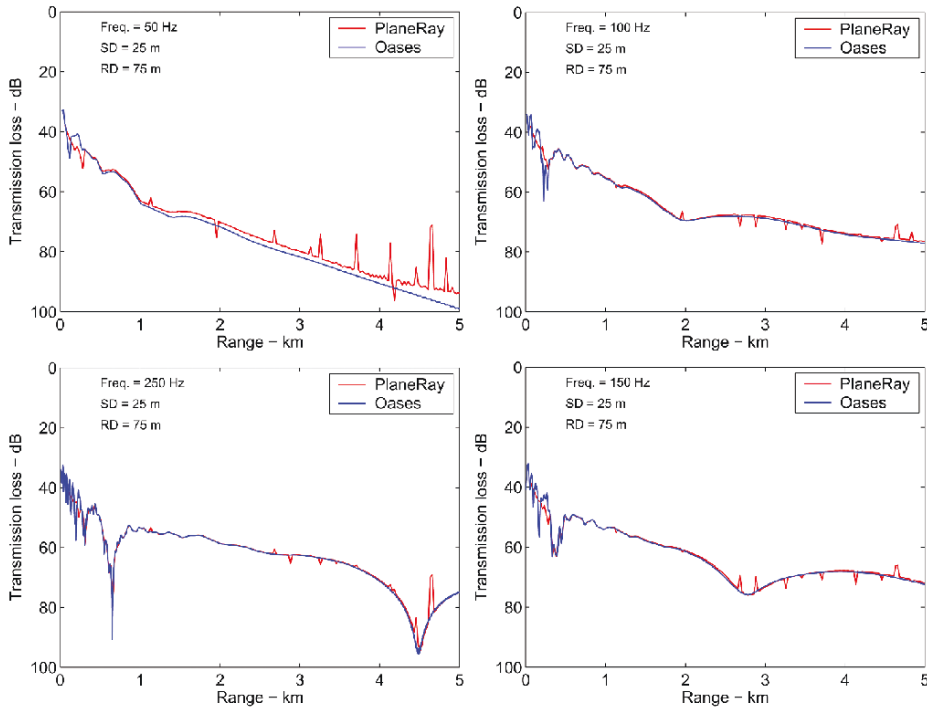 Freq. = 50 Hz
SD = 25 m
RD = 75 m
PlaneRay
Oases
Transmission loss – dB
0
20
40
60
80
100
0 1 2 3 4 5
Range – km
Freq. = 100 Hz
SD = 25 m
RD = 75 m
PlaneRay
Oases
Transmission loss – dB
0
20
40
60
80
100
0 1 2 3 4 5
Range – km
Freq. = 250 Hz
SD = 25 m
RD = 75 m
PlaneRay
Oases
Transmission loss – dB
0
20
40
60
80
100
0 1 2 3 4 5
Range – km
Freq. = 150 Hz
SD = 25 m
RD = 75 m
PlaneRay
Oases
Transmission loss – dB
0
20
40
60
80
100
0 1 2 3 4 5
Range – km